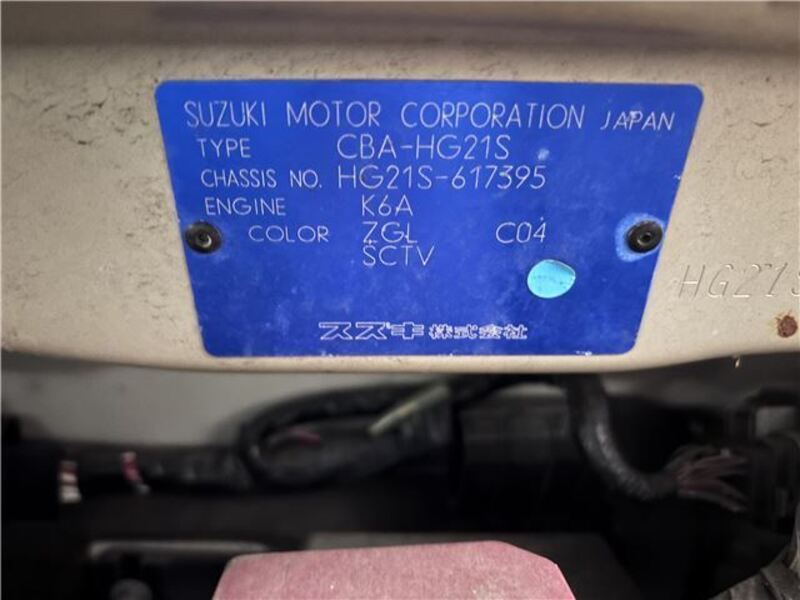 SUZUKI MOTOR CORPORATION JAPAN
TYPE CBA-HG21S
CHASSIS NO. HG21S-617395
ENGINE K6A
COLOR ZGL C04
SCTV
スズキ株式会社
HG21S